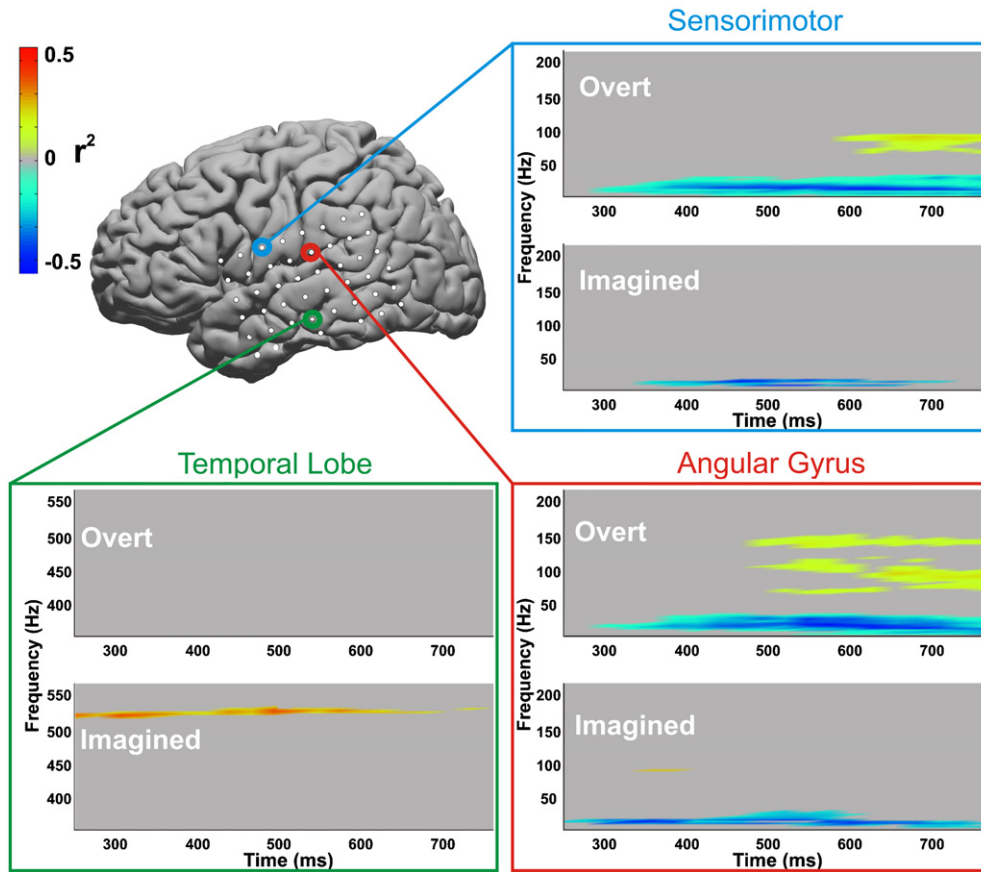 Sensorimotor
0.5
r²
0
-0.5
Frequency (Hz)
200
150
100
50
Overt
300 400 500 600 700
200
150
100
50
Imagined
300 400 500 600 700
Time (ms)
Temporal Lobe
Frequency (Hz)
550
500
450
400
Overt
300 400 500 600 700
550
500
450
400
Imagined
300 400 500 600 700
Time (ms)
Angular Gyrus
Frequency (Hz)
200
150
100
50
Overt
300 400 500 600 700
200
150
100
50
Imagined
300 400 500 600 700
Time (ms)